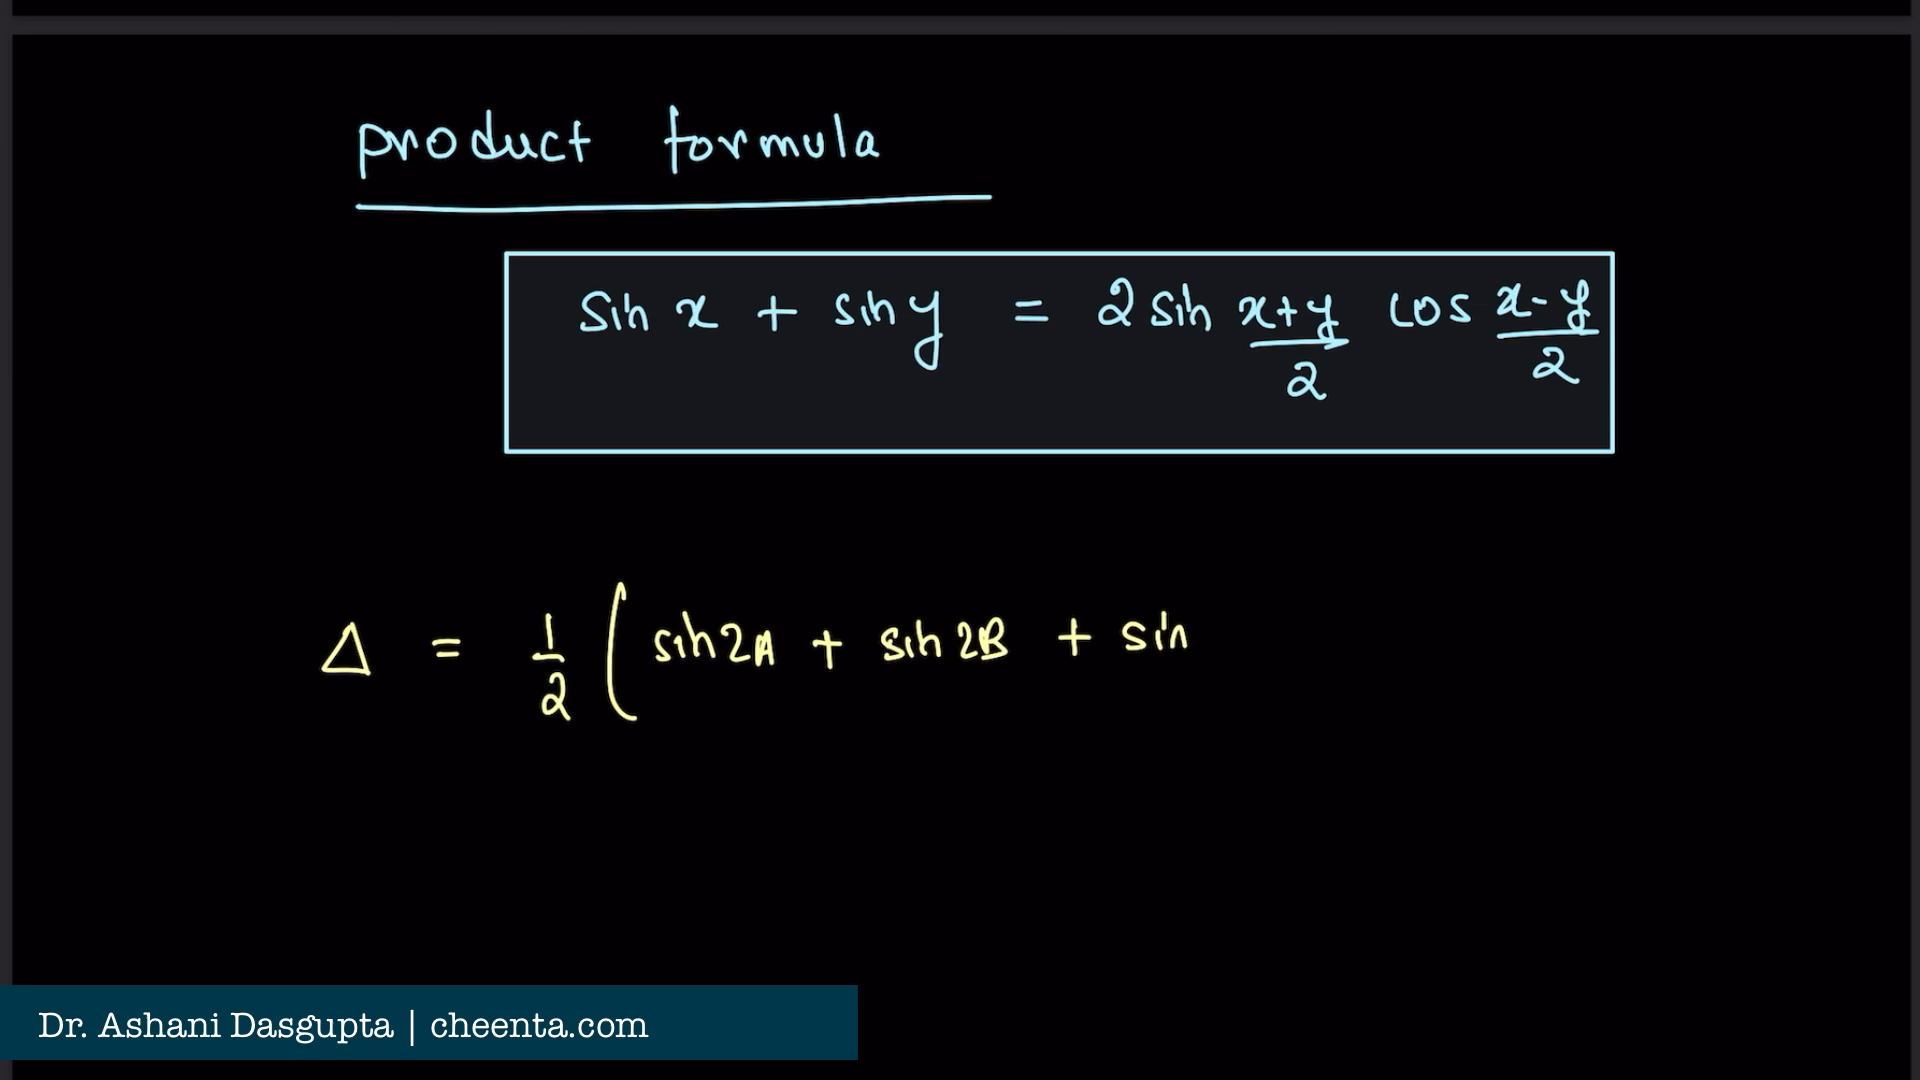 product formula
sin x + sin y = 2 sin x+y/2 cos x-y/2
Δ = 1/2 ( sin 2A + sin 2B + sin
Dr. Ashani Dasgupta | cheenta.com